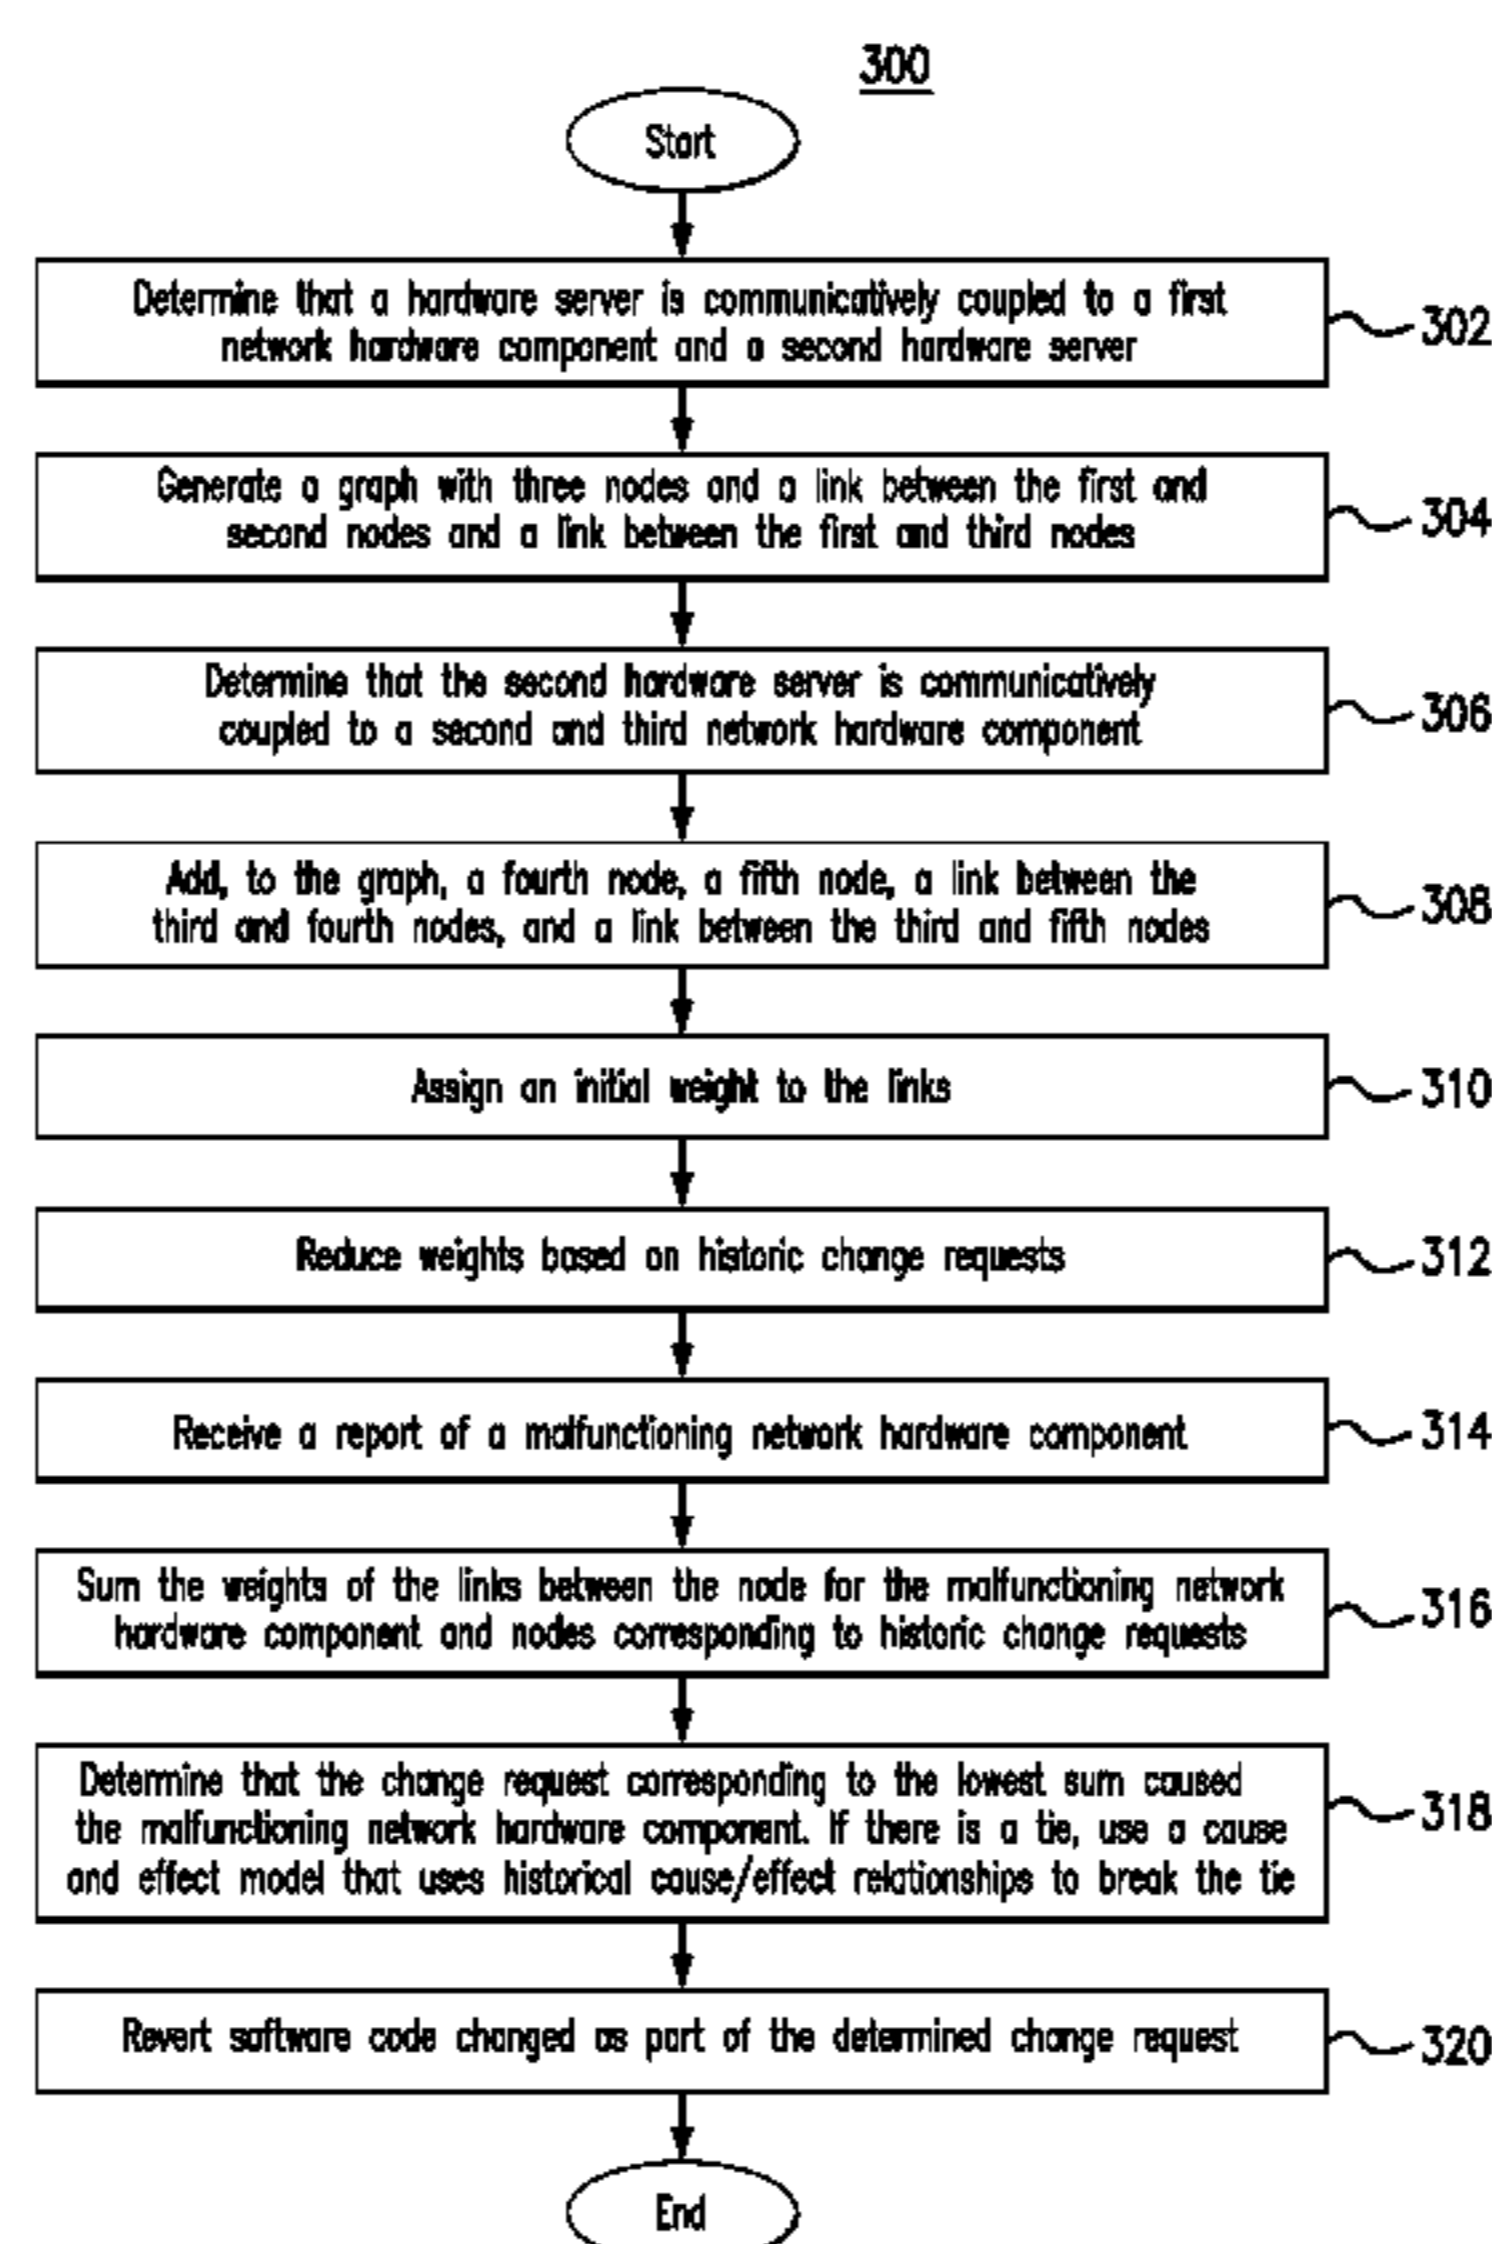 300
Start
Determine that a hardware server is communicatively coupled to a first
network hardware component and a second hardware server
302
Generate a graph with three nodes and a link between the first and
second nodes and a link between the first and third nodes
304
Determine that the second hardware server is communicatively
coupled to a second and third network hardware component
306
Add, to the graph, a fourth node, a fifth node, a link between the
third and fourth nodes, and a link between the third and fifth nodes
308
Assign an initial weight to the links
310
Reduce weights based on historic change requests
312
Receive a report of a malfunctioning network hardware component
314
Sum the weights of the links between the node for the malfunctioning network
hardware component and nodes corresponding to historic change requests
316
Determine that the change request corresponding to the lowest sum caused
the malfunctioning network hardware component. If there is a tie, use a cause
and effect model that uses historical cause/effect relationships to break the tie
318
Revert software code changed as part of the determined change request
320
End